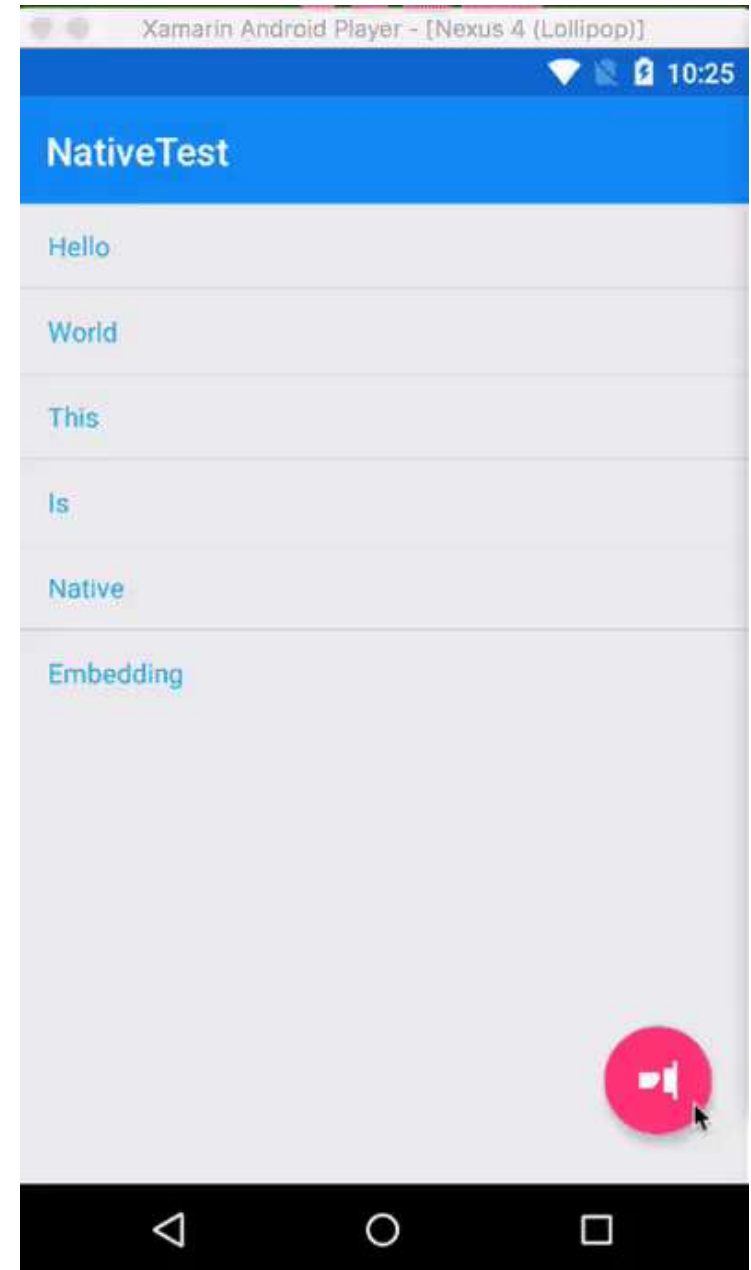 Xamarin Android Player - [Nexus 4 (Lollipop)]
10:25
NativeTest
Hello
World
This
Is
Native
Embedding